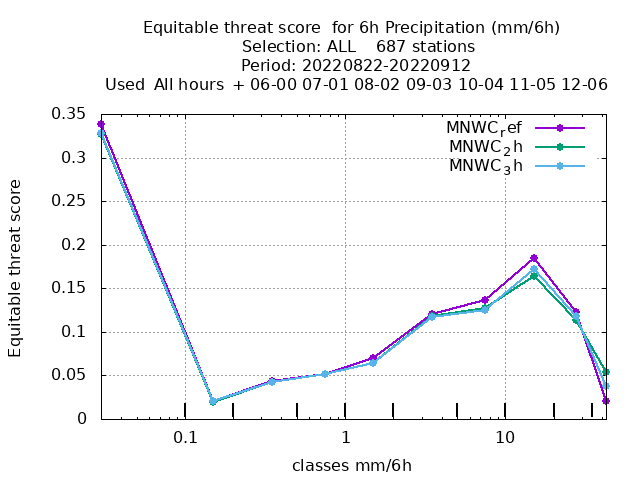 Equitable threat score  for 6h Precipitation (mm/6h)
Selection: ALL    687 stations
Period: 20220822-20220912
Used  All hours  + 06-00 07-01 08-02 09-03 10-04 11-05 12-06
MNWC_ref
MNWC_2h
MNWC_3h
Equitable threat score
0.35
0.3
0.25
0.2
0.15
0.1
0.05
0
0.1 1 10
classes mm/6h